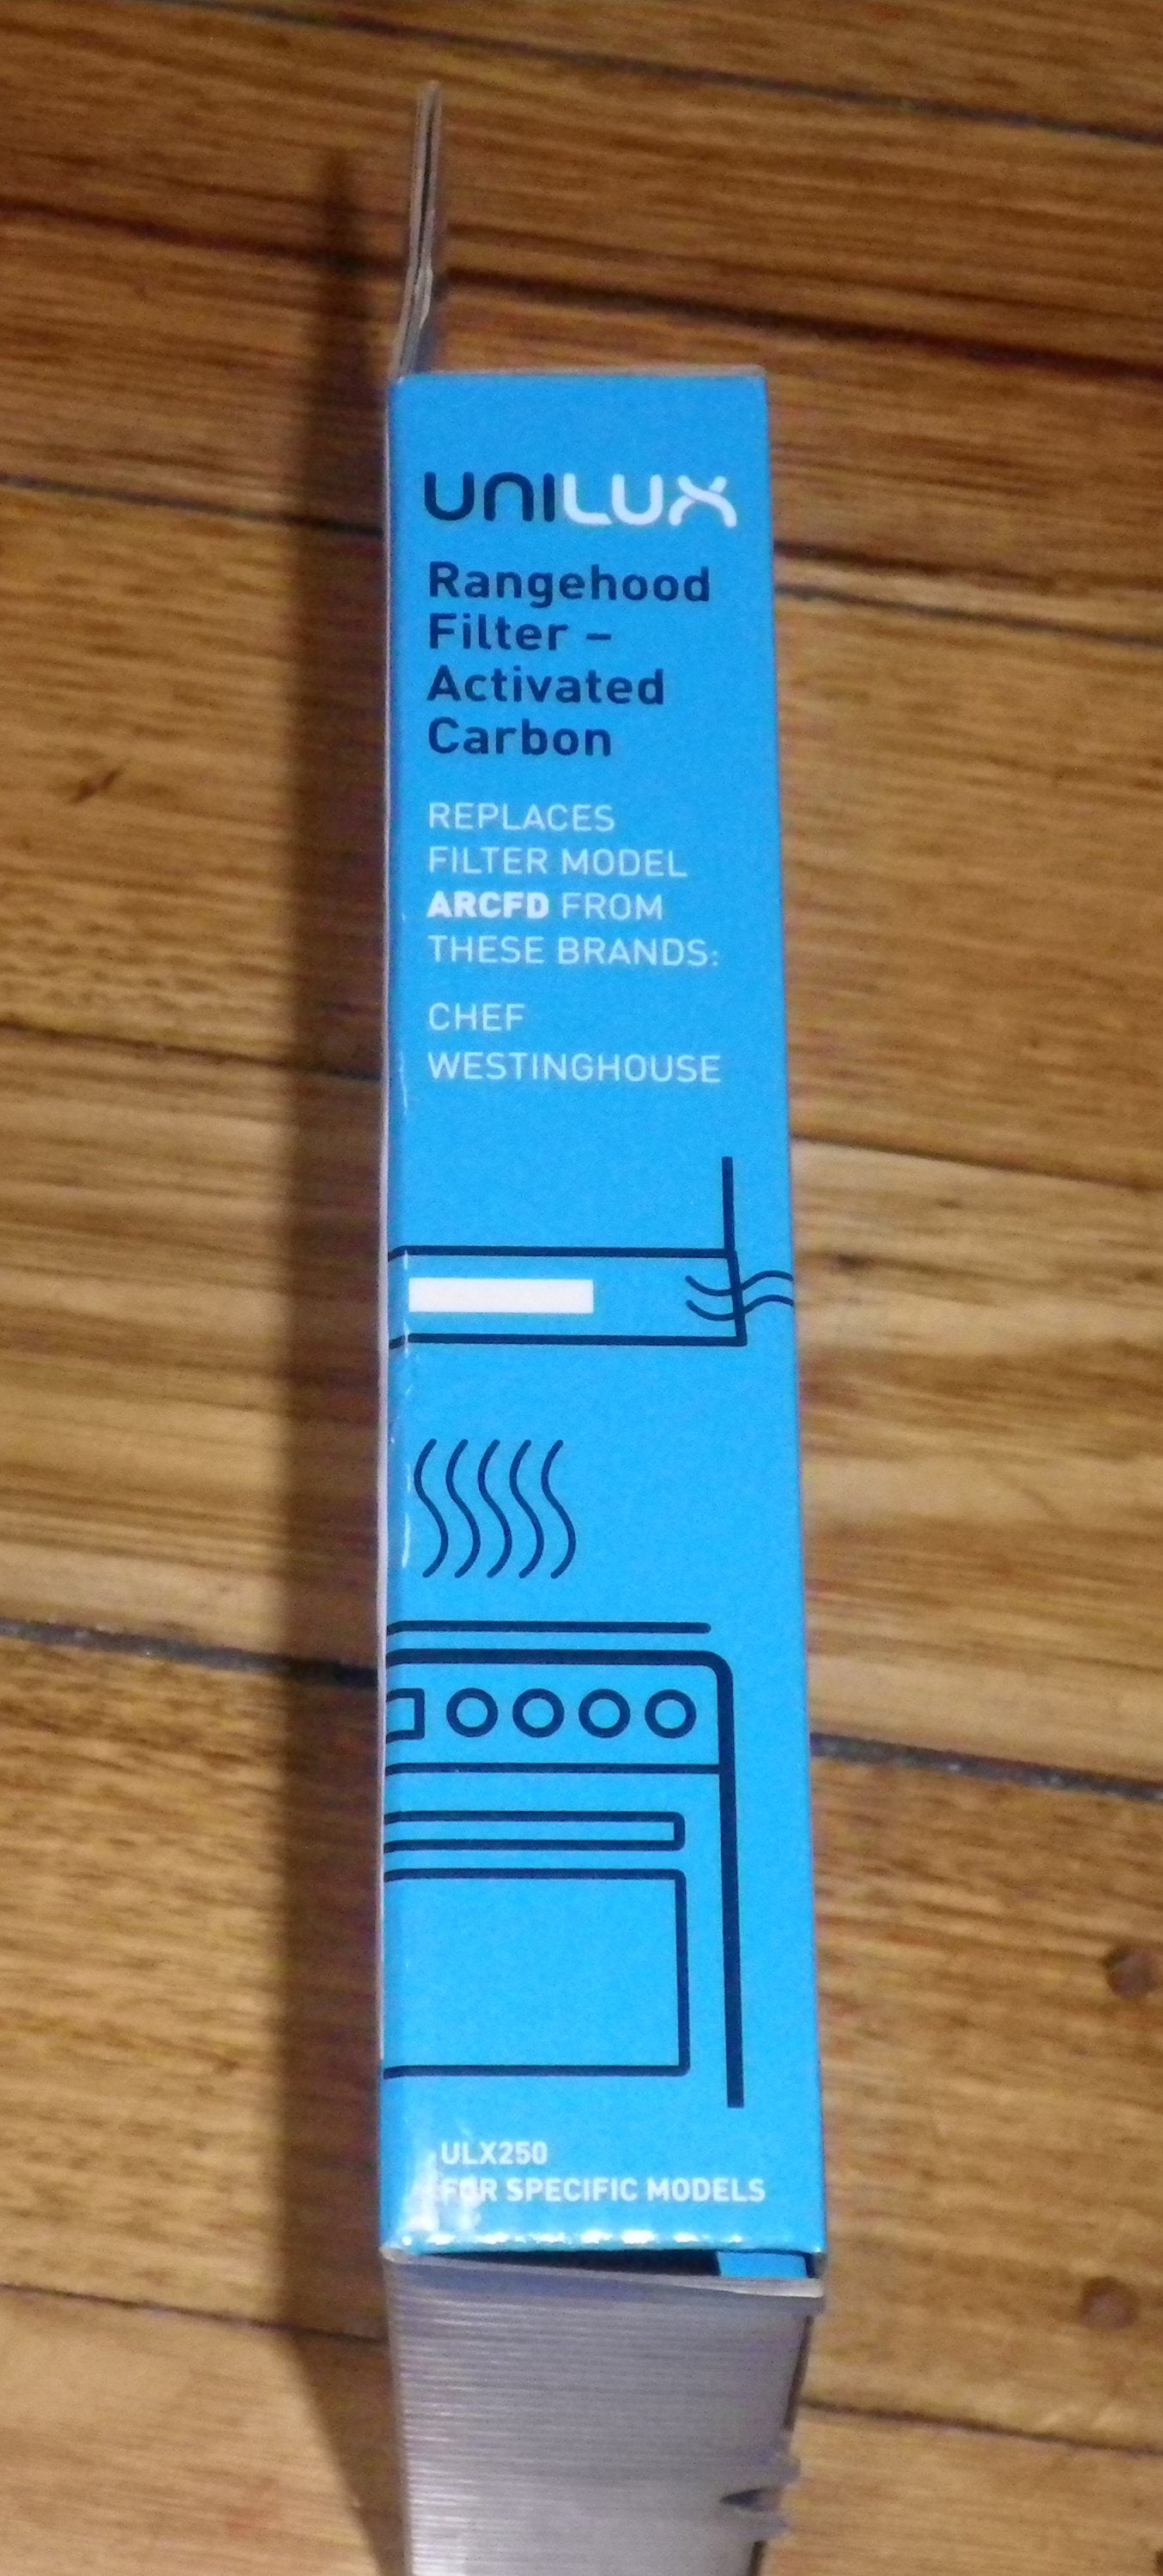 UNILUX
Rangehood
Filter –
Activated
Carbon
REPLACES
FILTER MODEL
ARCFD FROM
THESE BRANDS:
CHEF
WESTINGHOUSE
ULX250
FOR SPECIFIC MODELS